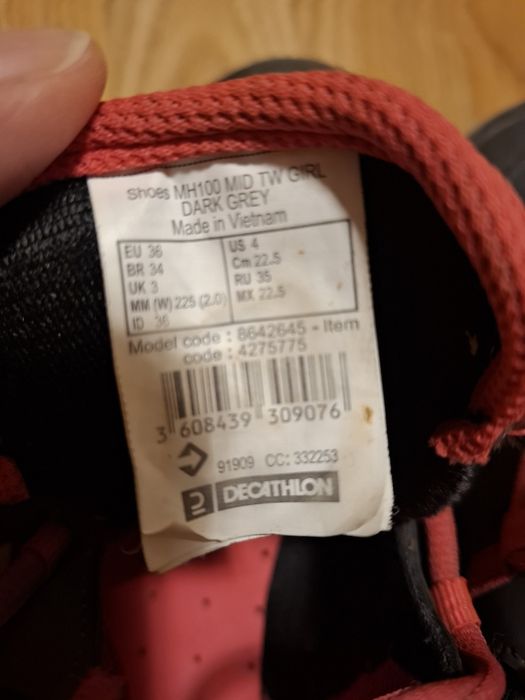 Shoes MH100 MID TW GIRL
DARK GREY
Made in Vietnam
EU 36
BR 34
UK 3
MM (W) 225 (2.0)
ID 36
US 4
Cm 22.5
RU 35
MX 22.5
Model code : 8642645 - Item
code : 4275775
3 608439 309076
91909 CC: 332253
DECATHLON